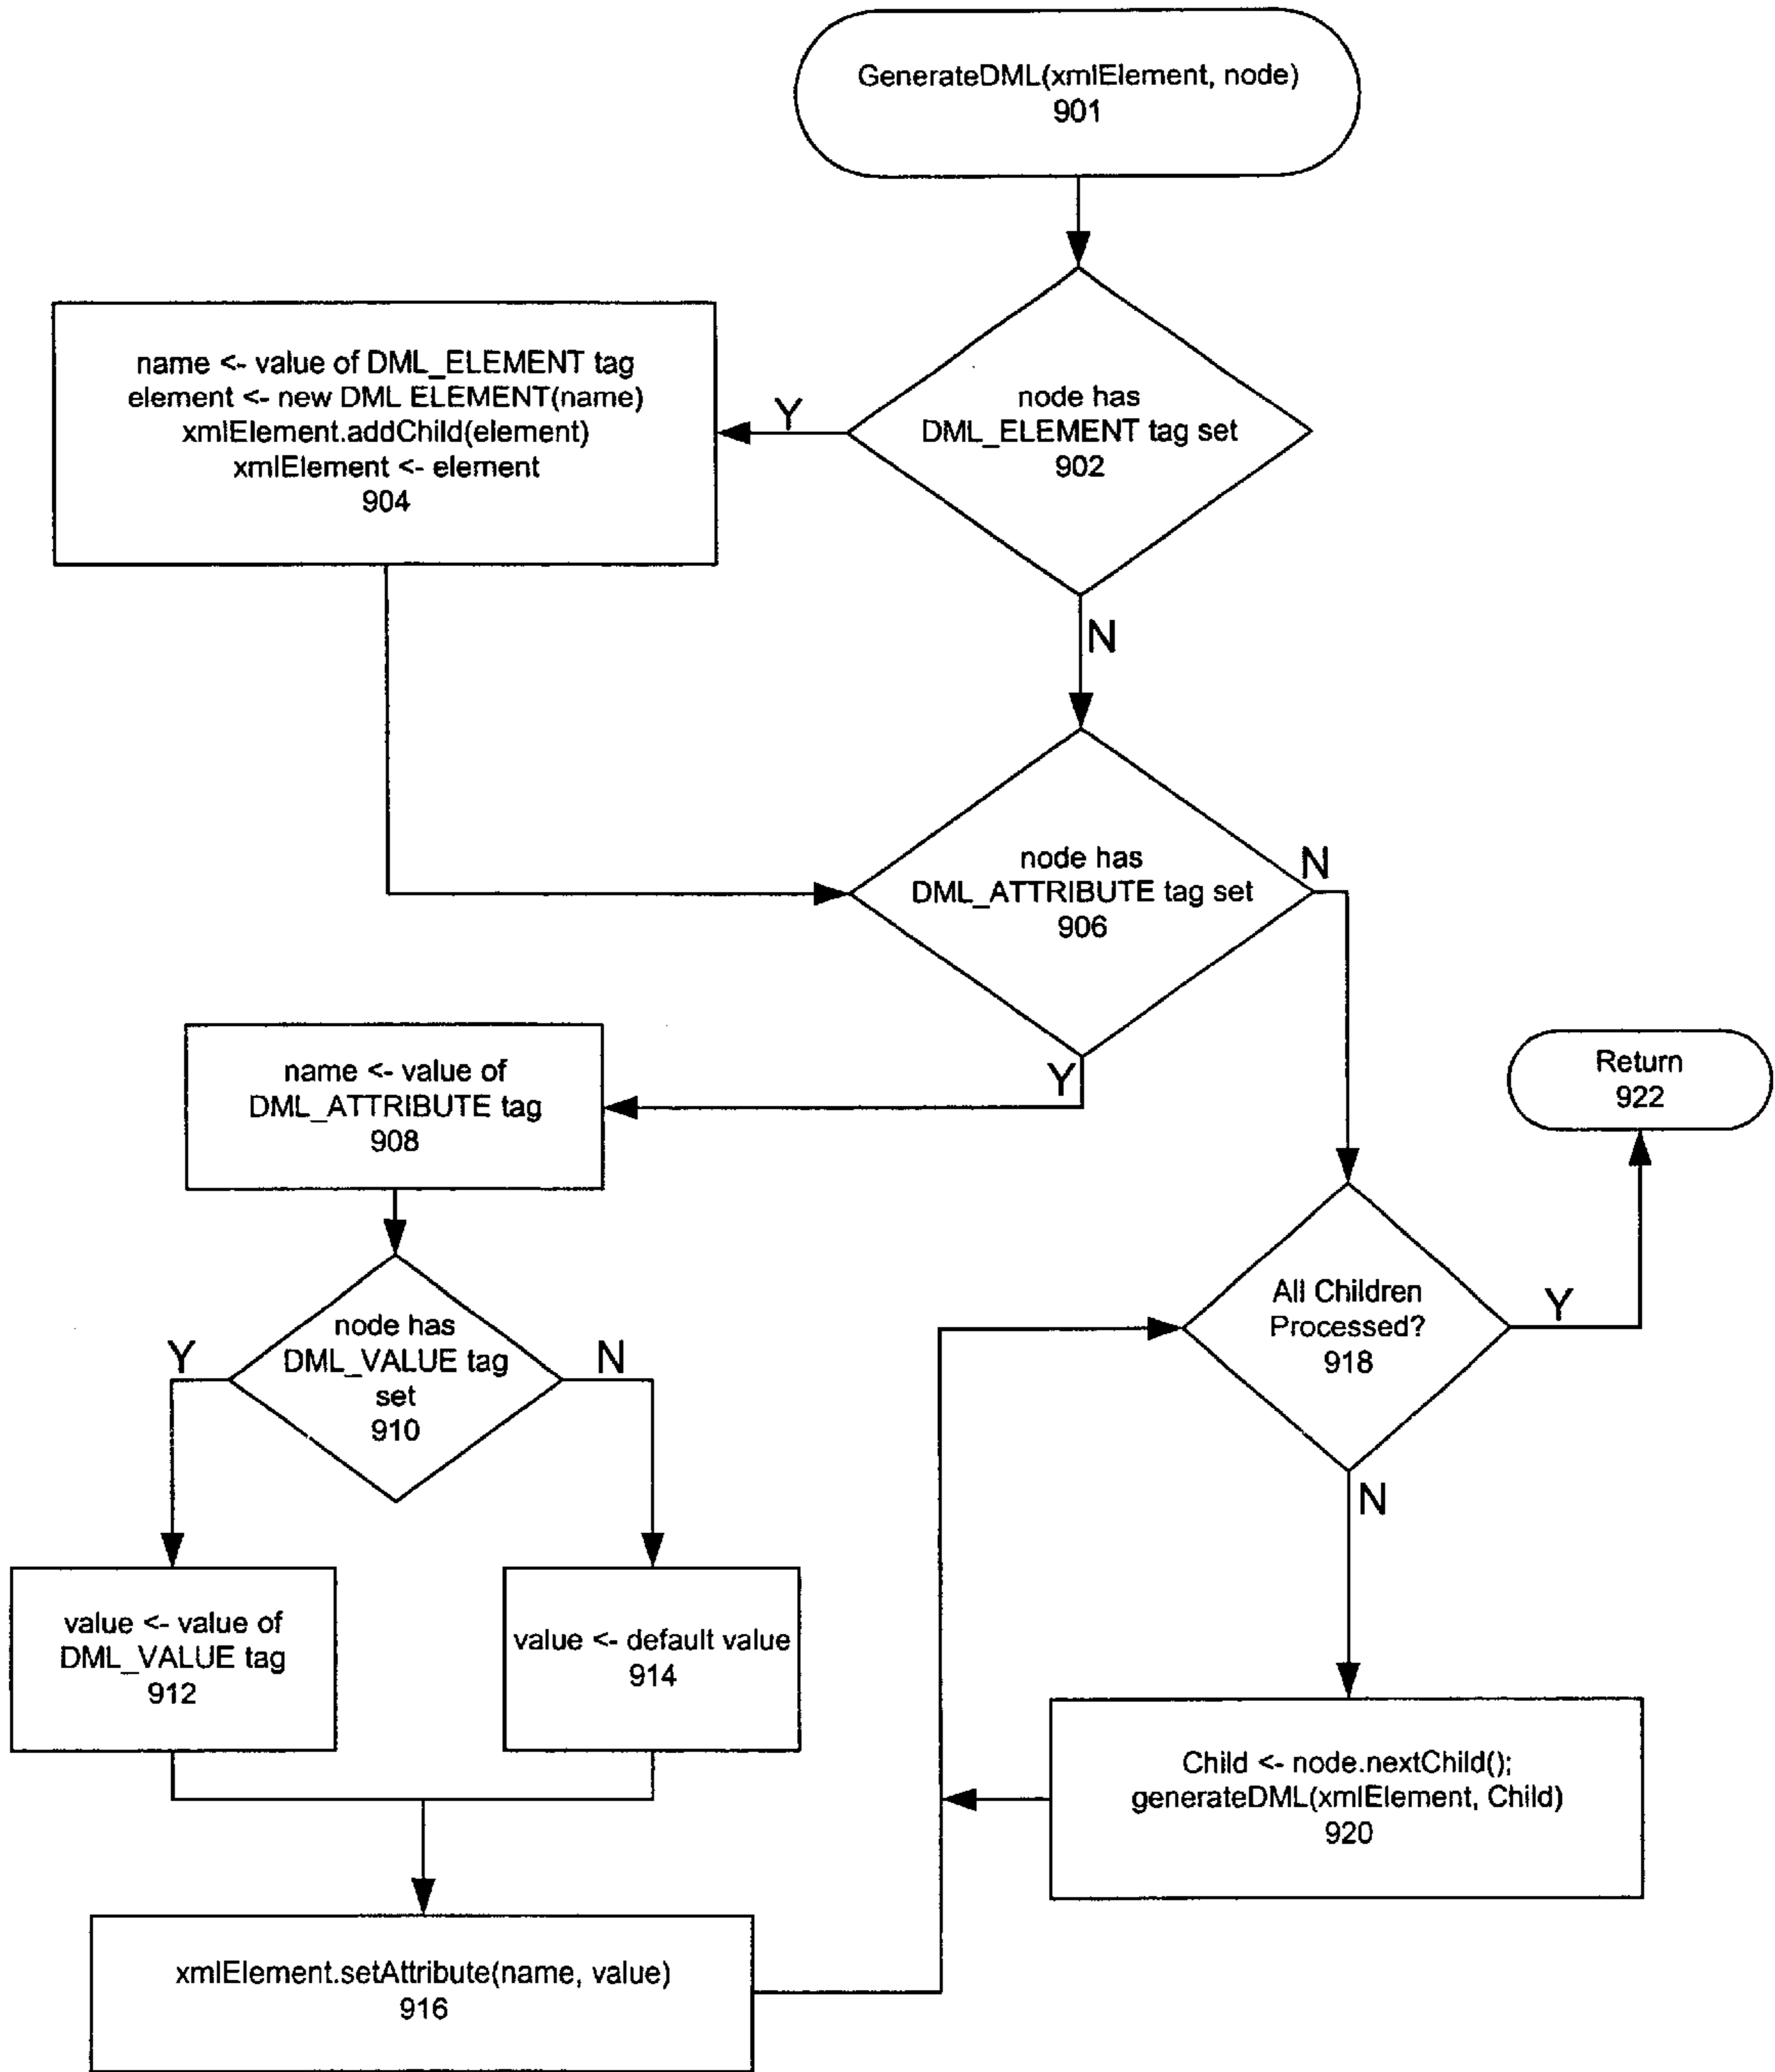 GenerateDML(xmlElement, node)
901
node has
DML_ELEMENT tag set
902
Y
N
name <- value of DML_ELEMENT tag
element <- new DML ELEMENT(name)
xmlElement.addChild(element)
xmlElement <- element
904
node has
DML_ATTRIBUTE tag set
906
N
Y
name <- value of
DML_ATTRIBUTE tag
908
Return
922
node has
DML_VALUE tag
set
910
Y
N
All Children
Processed?
918
Y
N
value <- value of
DML_VALUE tag
912
value <- default value
914
Child <- node.nextChild();
generateDML(xmlElement, Child)
920
xmlElement.setAttribute(name, value)
916